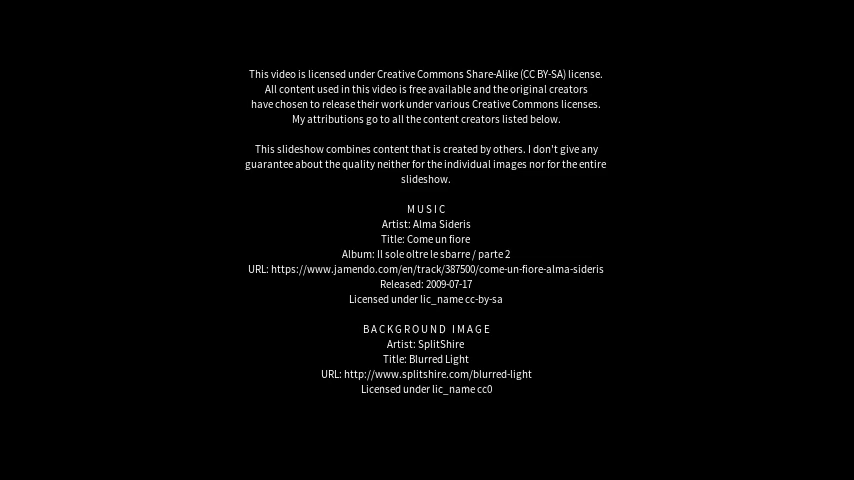 This video is licensed under Creative Commons Share-Alike (CC BY-SA) license.
All content used in this video is free available and the original creators
have chosen to release their work under various Creative Commons licenses.
My attributions go to all the content creators listed below.
This slideshow combines content that is created by others. I don't give any
guarantee about the quality neither for the individual images nor for the entire
slideshow.
MUSIC
Artist: Alma Sideris
Title: Come un fiore
Album: Il sole oltre le sbarre / parte 2
URL: https://www.jamendo.com/en/track/387500/come-un-fiore-alma-sideris
Released: 2009-07-17
Licensed under lic_name cc-by-sa
BACKGROUND IMAGE
Artist: SplitShire
Title: Blurred Light
URL: http://www.splitshire.com/blurred-light
Licensed under lic_name cc0